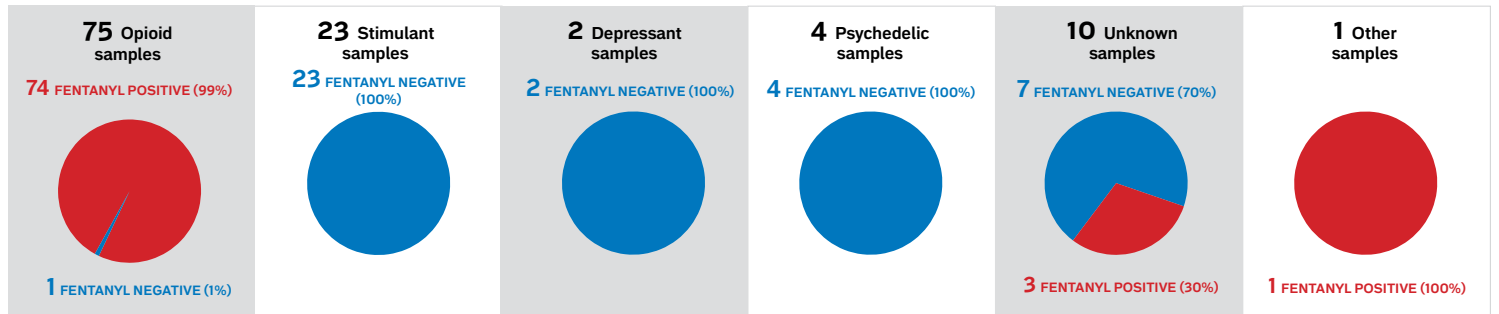 75 Opioid
samples
74 FENTANYL POSITIVE (99%)
1 FENTANYL NEGATIVE (1%)
23 Stimulant
samples
23 FENTANYL NEGATIVE
(100%)
2 Depressant
samples
2 FENTANYL NEGATIVE (100%)
4 Psychedelic
samples
4 FENTANYL NEGATIVE (100%)
10 Unknown
samples
7 FENTANYL NEGATIVE (70%)
3 FENTANYL POSITIVE (30%)
1 Other
samples
1 FENTANYL POSITIVE (100%)